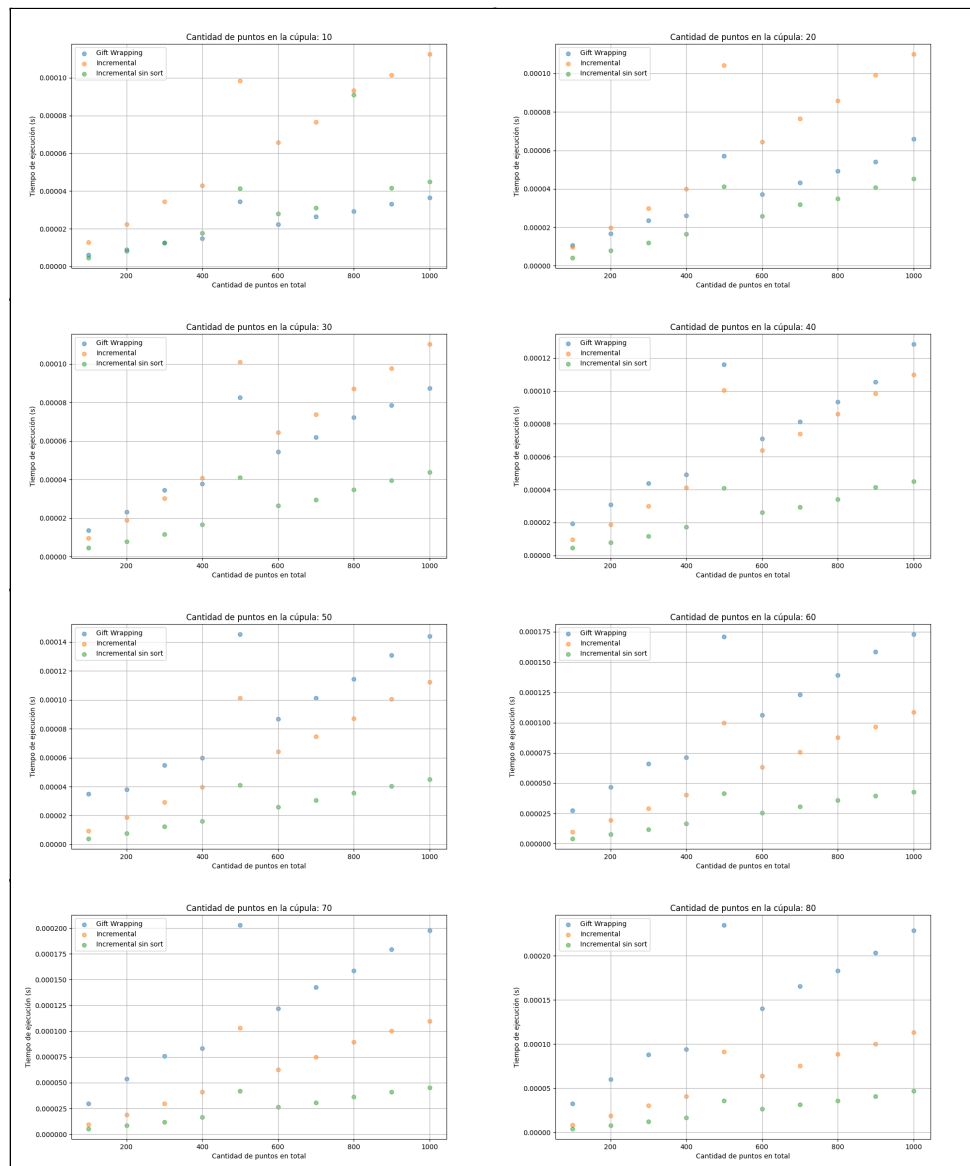 Cantidad de puntos en la cúpula: 10
Gift Wrapping
Incremental
Incremental sin sort
Tiempo de ejecución (s)
0.00010
0.00008
0.00006
0.00004
0.00002
0.00000
200 400 600 800 1000
Cantidad de puntos en total
Cantidad de puntos en la cúpula: 20
Gift Wrapping
Incremental
Incremental sin sort
Tiempo de ejecución (s)
0.00010
0.00008
0.00006
0.00004
0.00002
0.00000
200 400 600 800 1000
Cantidad de puntos en total
Cantidad de puntos en la cúpula: 30
Gift Wrapping
Incremental
Incremental sin sort
Tiempo de ejecución (s)
0.00010
0.00008
0.00006
0.00004
0.00002
0.00000
200 400 600 800 1000
Cantidad de puntos en total
Cantidad de puntos en la cúpula: 40
Gift Wrapping
Incremental
Incremental sin sort
Tiempo de ejecución (s)
0.00012
0.00010
0.00008
0.00006
0.00004
0.00002
0.00000
200 400 600 800 1000
Cantidad de puntos en total
Cantidad de puntos en la cúpula: 50
Gift Wrapping
Incremental
Incremental sin sort
Tiempo de ejecución (s)
0.00014
0.00012
0.00010
0.00008
0.00006
0.00004
0.00002
0.00000
200 400 600 800 1000
Cantidad de puntos en total
Cantidad de puntos en la cúpula: 60
Gift Wrapping
Incremental
Incremental sin sort
Tiempo de ejecución (s)
0.000175
0.000150
0.000125
0.000100
0.000075
0.000050
0.000025
0.000000
200 400 600 800 1000
Cantidad de puntos en total
Cantidad de puntos en la cúpula: 70
Gift Wrapping
Incremental
Incremental sin sort
Tiempo de ejecución (s)
0.000200
0.000175
0.000150
0.000125
0.000100
0.000075
0.000050
0.000025
0.000000
200 400 600 800 1000
Cantidad de puntos en total
Cantidad de puntos en la cúpula: 80
Gift Wrapping
Incremental
Incremental sin sort
Tiempo de ejecución (s)
0.00020
0.00015
0.00010
0.00005
0.00000
200 400 600 800 1000
Cantidad de puntos en total